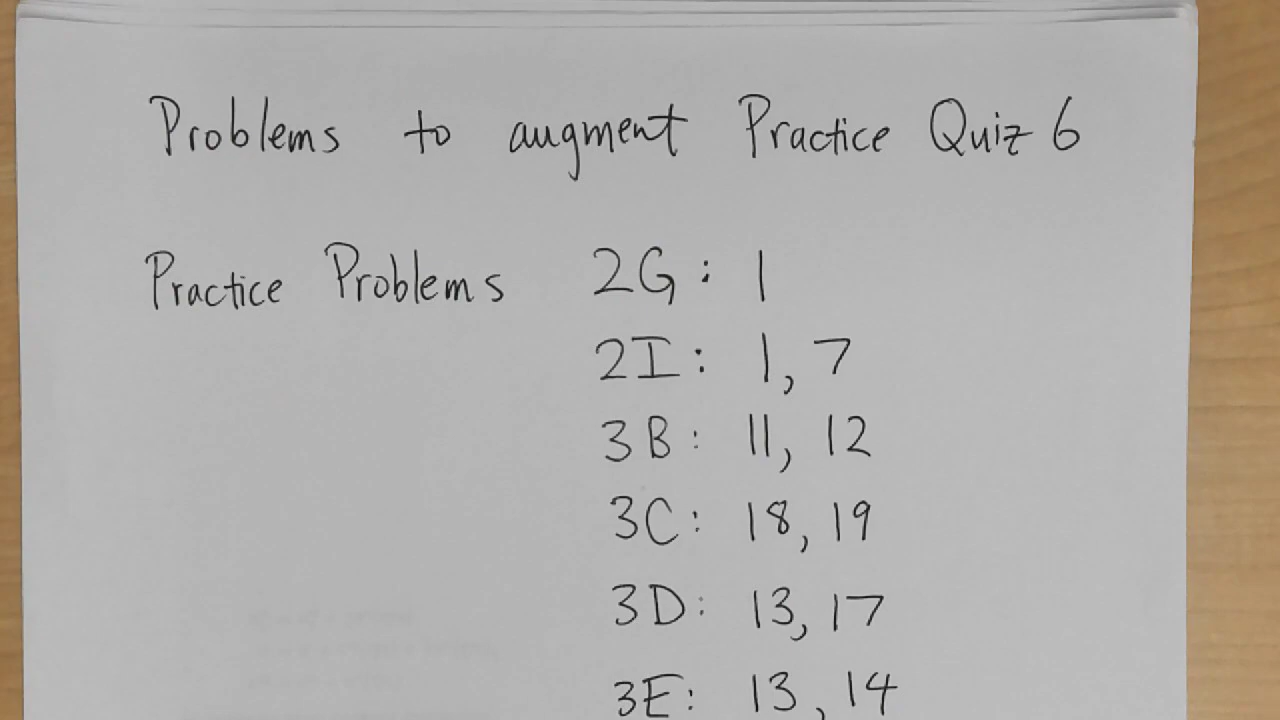 Problems to augment Practice Quiz 6
Practice Problems 2G: 1
2I: 1, 7
3B: 11, 12
3C: 18, 19
3D: 13, 17
3E: 13, 14